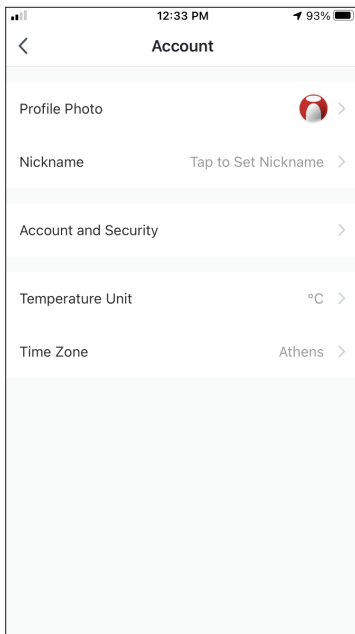 12:33 PM 93%
Account
Profile Photo
Nickname Tap to Set Nickname
Account and Security
Temperature Unit °C
Time Zone Athens